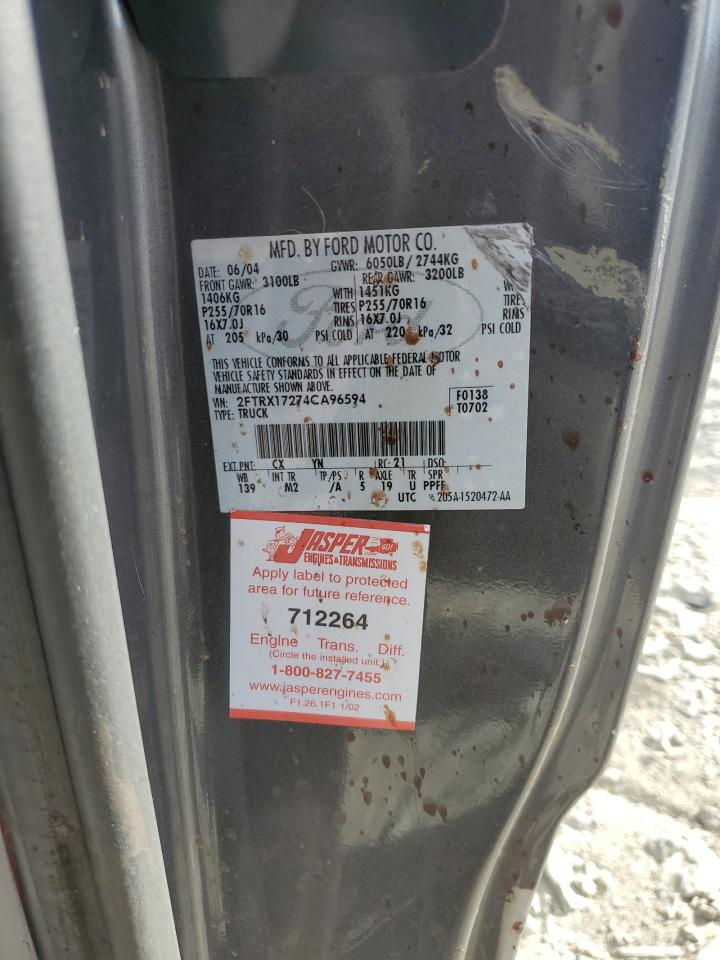 MFD. BY FORD MOTOR CO.
DATE: 06/04 GVWR: 6050LB/2744KG
FRONT GAWR: 3100LB REAR GAWR: 3200LB
1406KG WITH 1451KG WITH
P255/70R16 TIRES P255/70R16 TIRES
16X7.0J RIMS 16X7.0J RIMS
AT 205 kPa/30 PSI COLD AT 220 kPa/32 PSI COLD
Ford
THIS VEHICLE CONFORMS TO ALL APPLICABLE FEDERAL MOTOR
VEHICLE SAFETY STANDARDS IN EFFECT ON THE DATE OF
MANUFACTURE SHOWN ABOVE.
VIN: 2FTRX17274CA96594 F0138
TYPE: TRUCK T0702
EXT PNT: CX YN RC: 21 DSO:
WB INT TR TP/PS R AXLE TR SPR
139 M2 /A 5 19 U PPFF
UTC 2U5A-1520472-AA
JASPER GO!
ENGINES & TRANSMISSIONS
Apply label to protected
area for future reference.
712264
Engine Trans. Diff.
(Circle the installed unit.)
1-800-827-7455
www.jasperengines.com
F1.26.1F1 1/02